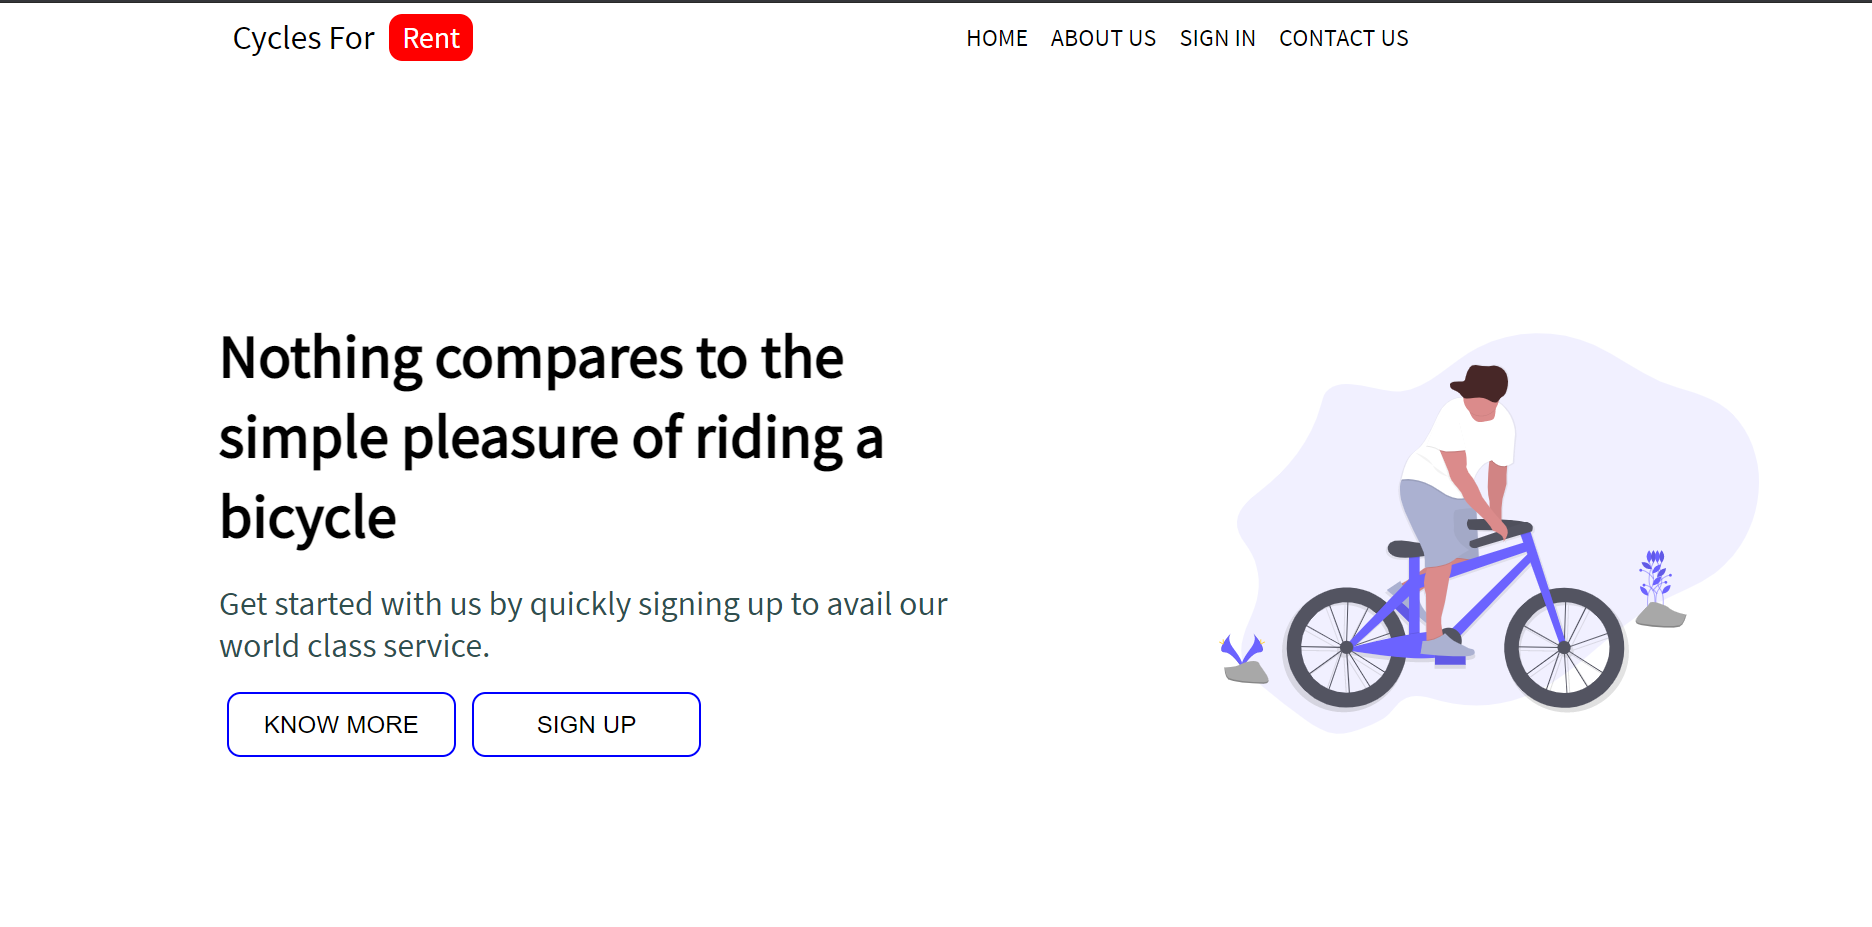 Cycles For Rent
HOME ABOUT US SIGN IN CONTACT US
Nothing compares to the
simple pleasure of riding a
bicycle
Get started with us by quickly signing up to avail our
world class service.
KNOW MORE SIGN UP